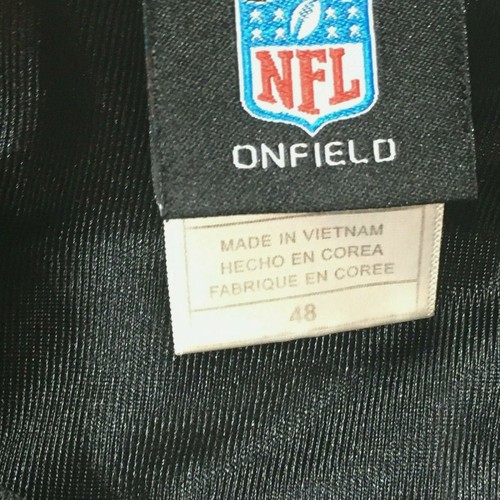 NFL
ONFIELD
MADE IN VIETNAM
HECHO EN COREA
FABRIQUE EN COREE
48